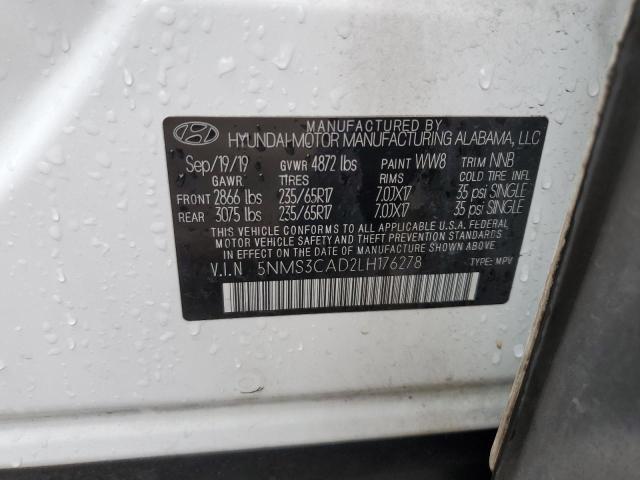 MANUFACTURED BY
HYUNDAI-MOTOR MANUFACTURING ALABAMA, LLC
Sep/19/19 GVWR 4872 lbs PAINT WW8 TRIM NNB
GAWR TIRES RIMS COLD TIRE INFL
FRONT 2866 lbs 235/65R17 7.0JX17 35 psi SINGLE
REAR 3075 lbs 235/65R17 7.0JX17 35 psi SINGLE
THIS VEHICLE CONFORMS TO ALL APPLICABLE U.S.A. FEDERAL
MOTOR VEHICLE SAFETY CAR STANDARDS IN EFFECT ON
THE DATE OF MANUFACTURE SHOWN ABOVE.
V.I.N 5NMS3CAD2LH176278 TYPE: MPV